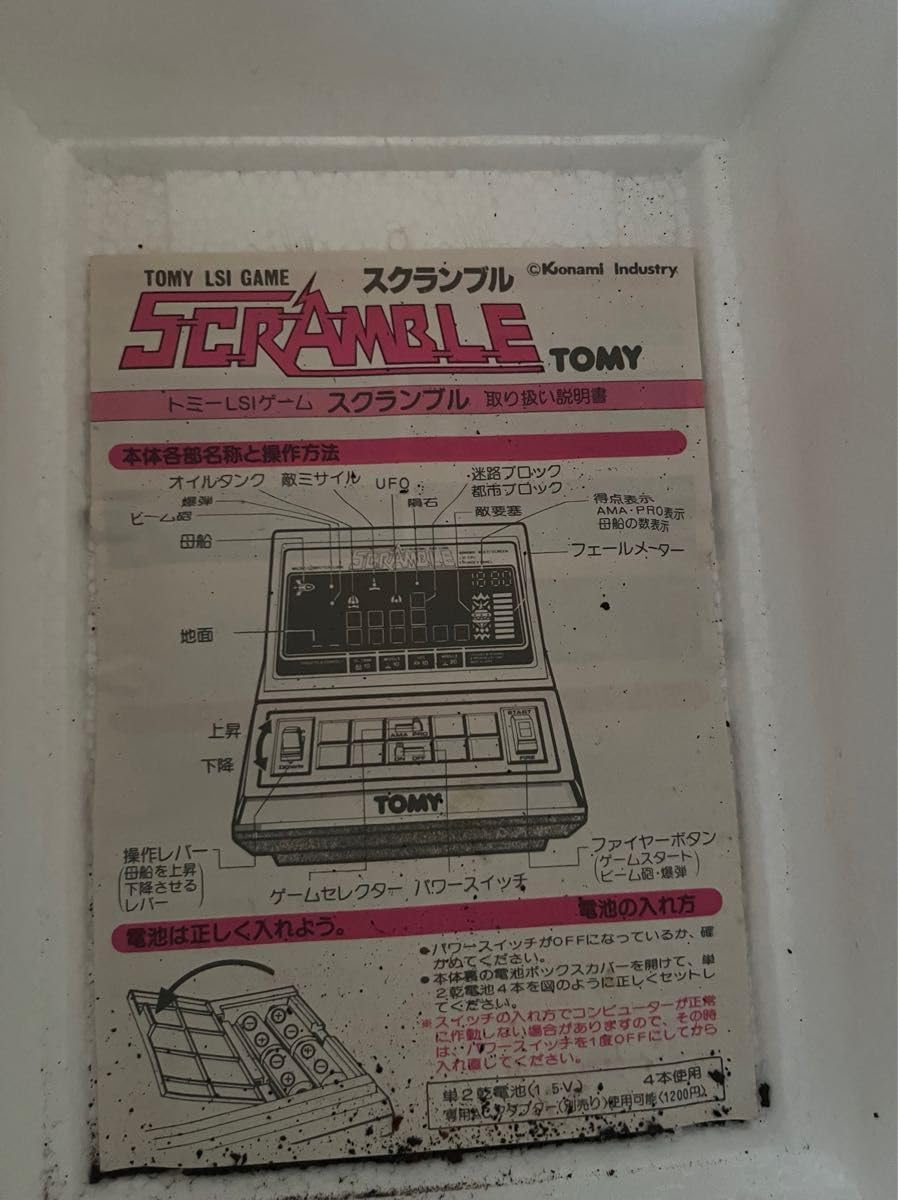 TOMY LSI GAME
スクランブル
©Konami Industry
SCRAMBLE
TOMY
トミーLSIゲーム スクランブル 取り扱い説明書
本体各部名称と操作方法
オイルタンク
敵ミサイル
UFO
迷路ブロック
都市ブロック
爆弾
隕石
得点表示
AMA・PRO表示
母船の数表示
ビーム砲
敵要塞
母船
フェールメーター
SCRAMBLE
1880
地面
上昇
下降
DOWN
AMA PRO
ON OFF
START
FIRE
TOMY
操作レバー
(母船を上昇
下降させる
レバー)
ゲームセレクター
パワースイッチ
ファイヤーボタン
(ゲームスタート
ビーム砲・爆弾)
電池は正しく入れよう。
電池の入れ方
●パワースイッチがOFFになっているか、確
かめてください。
●本体裏の電池ボックスカバーを開けて、単
2乾電池4本を図のように正しくセットし
てください。
※スイッチの入れ方でコンピューターが正常
に作動しない場合がありますので、その時
は、パワースイッチを1度OFFにしてから
入れ直してください。
単2乾電池(1.5V) 4本使用
専用ACアダプター(別売り)使用可能(1200円)